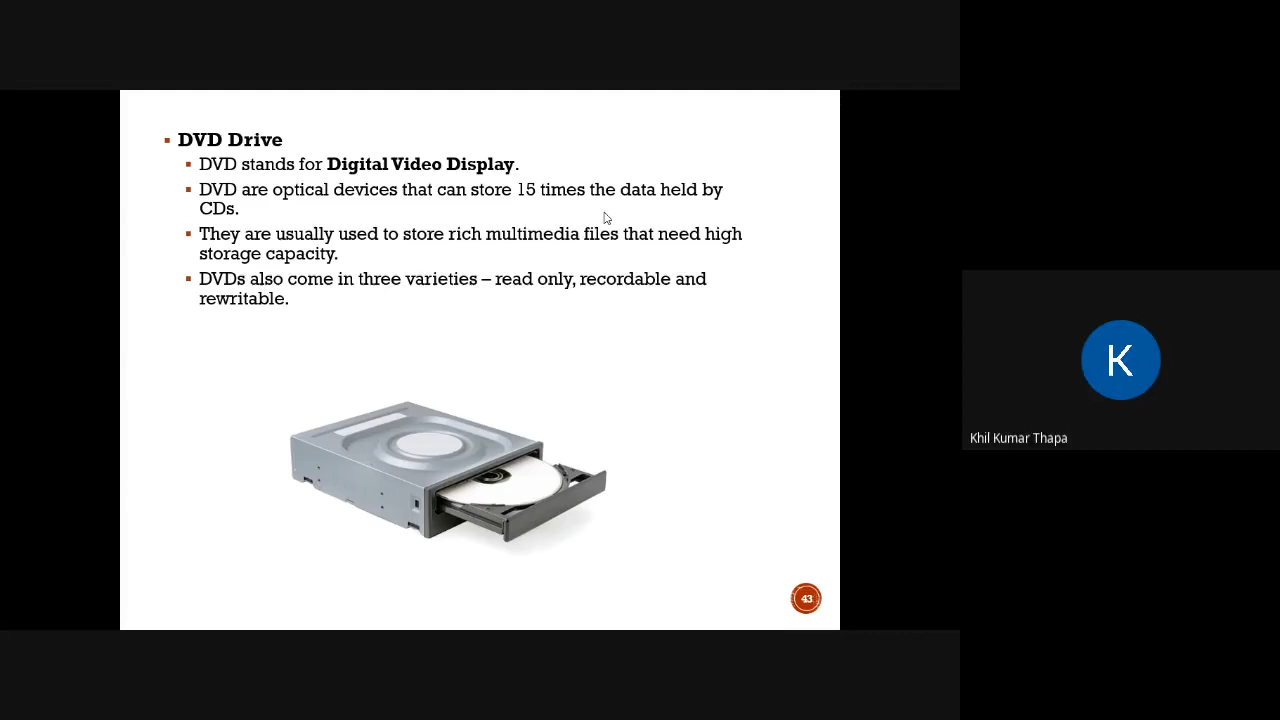 DVD Drive
DVD stands for Digital Video Display.
DVD are optical devices that can store 15 times the data held by
CDs.
They are usually used to store rich multimedia files that need high
storage capacity.
DVDs also come in three varieties – read only, recordable and
rewritable.
43
K
Khil Kumar Thapa